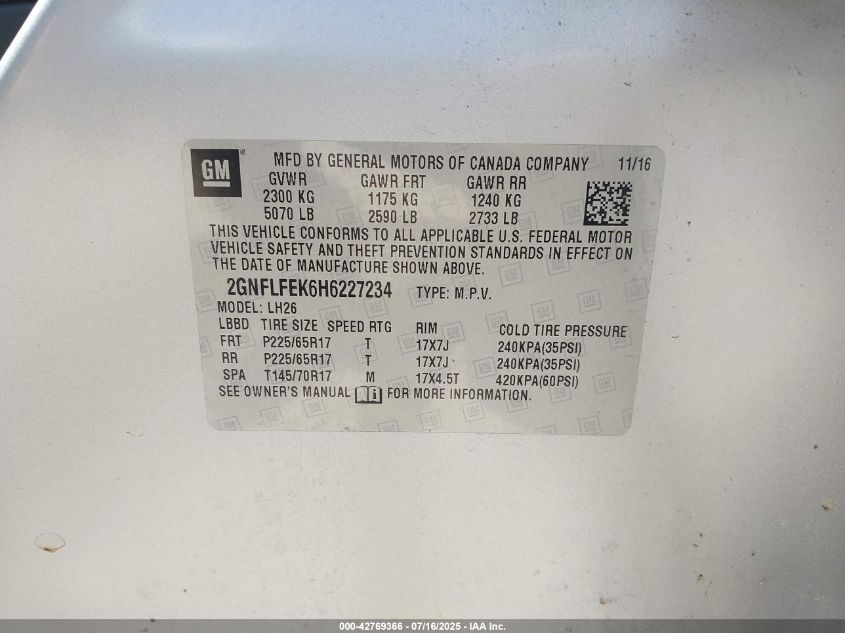 GM ® MFD BY GENERAL MOTORS OF CANADA COMPANY 11/16
GVWR GAWR FRT GAWR RR
2300 KG 1175 KG 1240 KG
5070 LB 2590 LB 2733 LB
THIS VEHICLE CONFORMS TO ALL APPLICABLE U.S. FEDERAL MOTOR
VEHICLE SAFETY AND THEFT PREVENTION STANDARDS IN EFFECT ON
THE DATE OF MANUFACTURE SHOWN ABOVE.
2GNFLFEK6H6227234 TYPE: M.P.V.
MODEL: LH26
LBBD TIRE SIZE SPEED RTG RIM COLD TIRE PRESSURE
FRT P225/65R17 T 17X7J 240KPA(35PSI)
RR P225/65R17 T 17X7J 240KPA(35PSI)
SPA T145/70R17 M 17X4.5T 420KPA(60PSI)
SEE OWNER'S MANUAL FOR MORE INFORMATION.
000-42769366 - 07/16/2025 - IAA Inc.